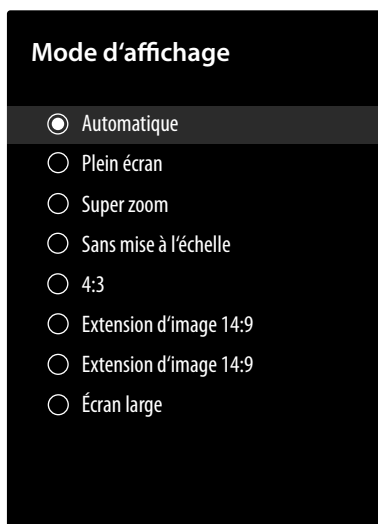 Mode d‘affichage
Automatique
Plein écran
Super zoom
Sans mise à l‘échelle
4:3
Extension d‘image 14:9
Extension d‘image 14:9
Écran large